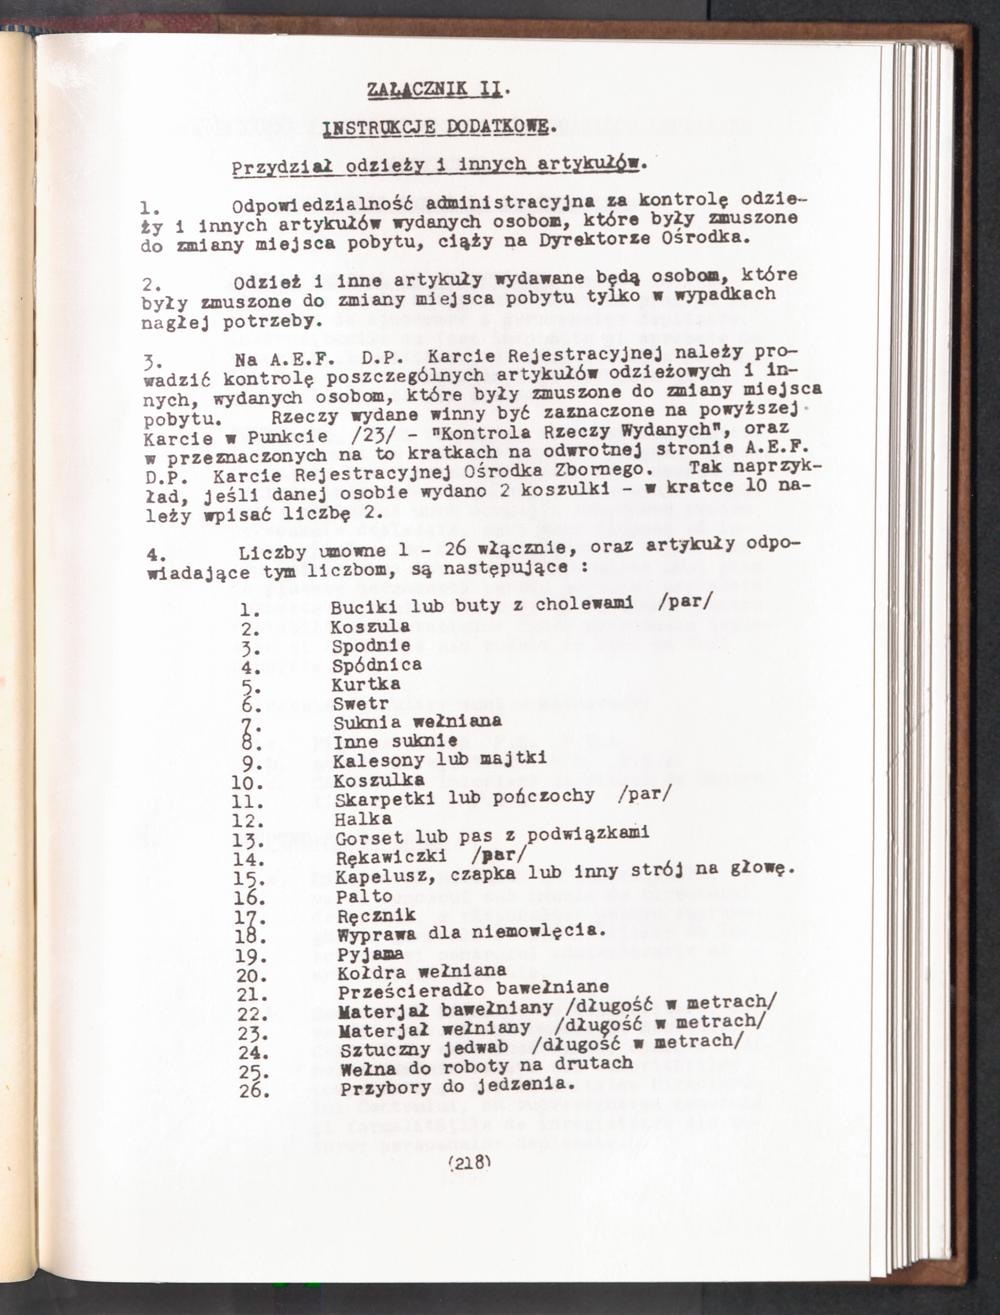 ZAŁĄCZNIK II.
INSTRUKCJE DODATKOWE.
Przydział odzieży i innych artykułów.
1. Odpowiedzialność administracyjna za kontrolę odzie-
ży i innych artykułów wydanych osobom, które były zmuszone
do zmiany miejsca pobytu, ciąży na Dyrektorze Ośrodka.
2. Odzież i inne artykuły wydawane będą osobom, które
były zmuszone do zmiany miejsca pobytu tylko w wypadkach
nagłej potrzeby.
3. Na A.E.F. D.P. Karcie Rejestracyjnej należy pro-
wadzić kontrolę poszczególnych artykułów odzieżowych i in-
nych, wydanych osobom, które były zmuszone do zmiany miejsca
pobytu. Rzeczy wydane winny być zaznaczone na powyższej
Karcie w Punkcie /23/ - "Kontrola Rzeczy Wydanych", oraz
w przeznaczonych na to kratkach na odwrotnej stronie A.E.F.
D.P. Karcie Rejestracyjnej Ośrodka Zbornego. Tak naprzyk-
ład, jeśli danej osobie wydano 2 koszulki - w kratce 10 na-
leży wpisać liczbę 2.
4. Liczby umowne 1 - 26 włącznie, oraz artykuły odpo-
wiadające tym liczbom, są następujące :
1. Buciki lub buty z cholewami /par/
2. Koszula
3. Spodnie
4. Spódnica
5. Kurtka
6. Swetr
7. Suknia wełniana
8. Inne suknie
9. Kalesony lub majtki
10. Koszulka
11. Skarpetki lub pończochy /par/
12. Halka
13. Gorset lub pas z podwiązkami
14. Rękawiczki /par/
15. Kapelusz, czapka lub inny strój na głowę.
16. Palto
17. Ręcznik
18. Wyprawa dla niemowlęcia.
19. Pyjama
20. Kołdra wełniana
21. Prześcieradło bawełniane
22. Materjał bawełniany /długość w metrach/
23. Materjał wełniany /długość w metrach/
24. Sztuczny jedwab /długość w metrach/
25. Wełna do roboty na drutach
26. Przybory do jedzenia.
(218)